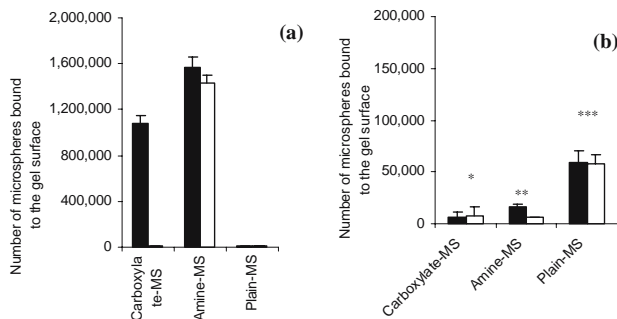 (a)
Number of microspheres bound
to the gel surface
2,000,000
1,600,000
1,200,000
800,000
400,000
0
Carboxyla
te-MS
Amine-MS
Plain-MS
(b)
Number of microspheres bound
to the gel surface
200,000
150,000
100,000
50,000
0
*
**
***
Carboxylate-MS
Amine-MS
Plain-MS